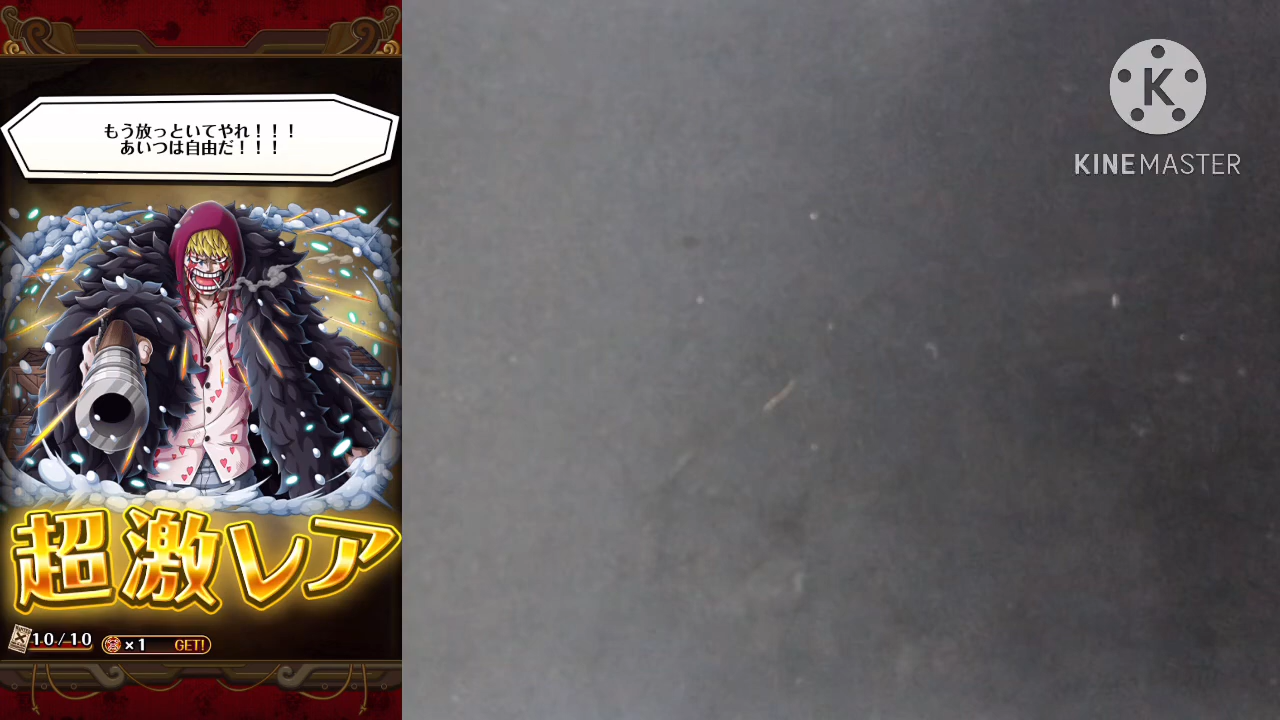 もう放っといてやれ！！！
あいつは自由だ！！！
超激レア
10/10
×1 GET!
K
KINEMASTER